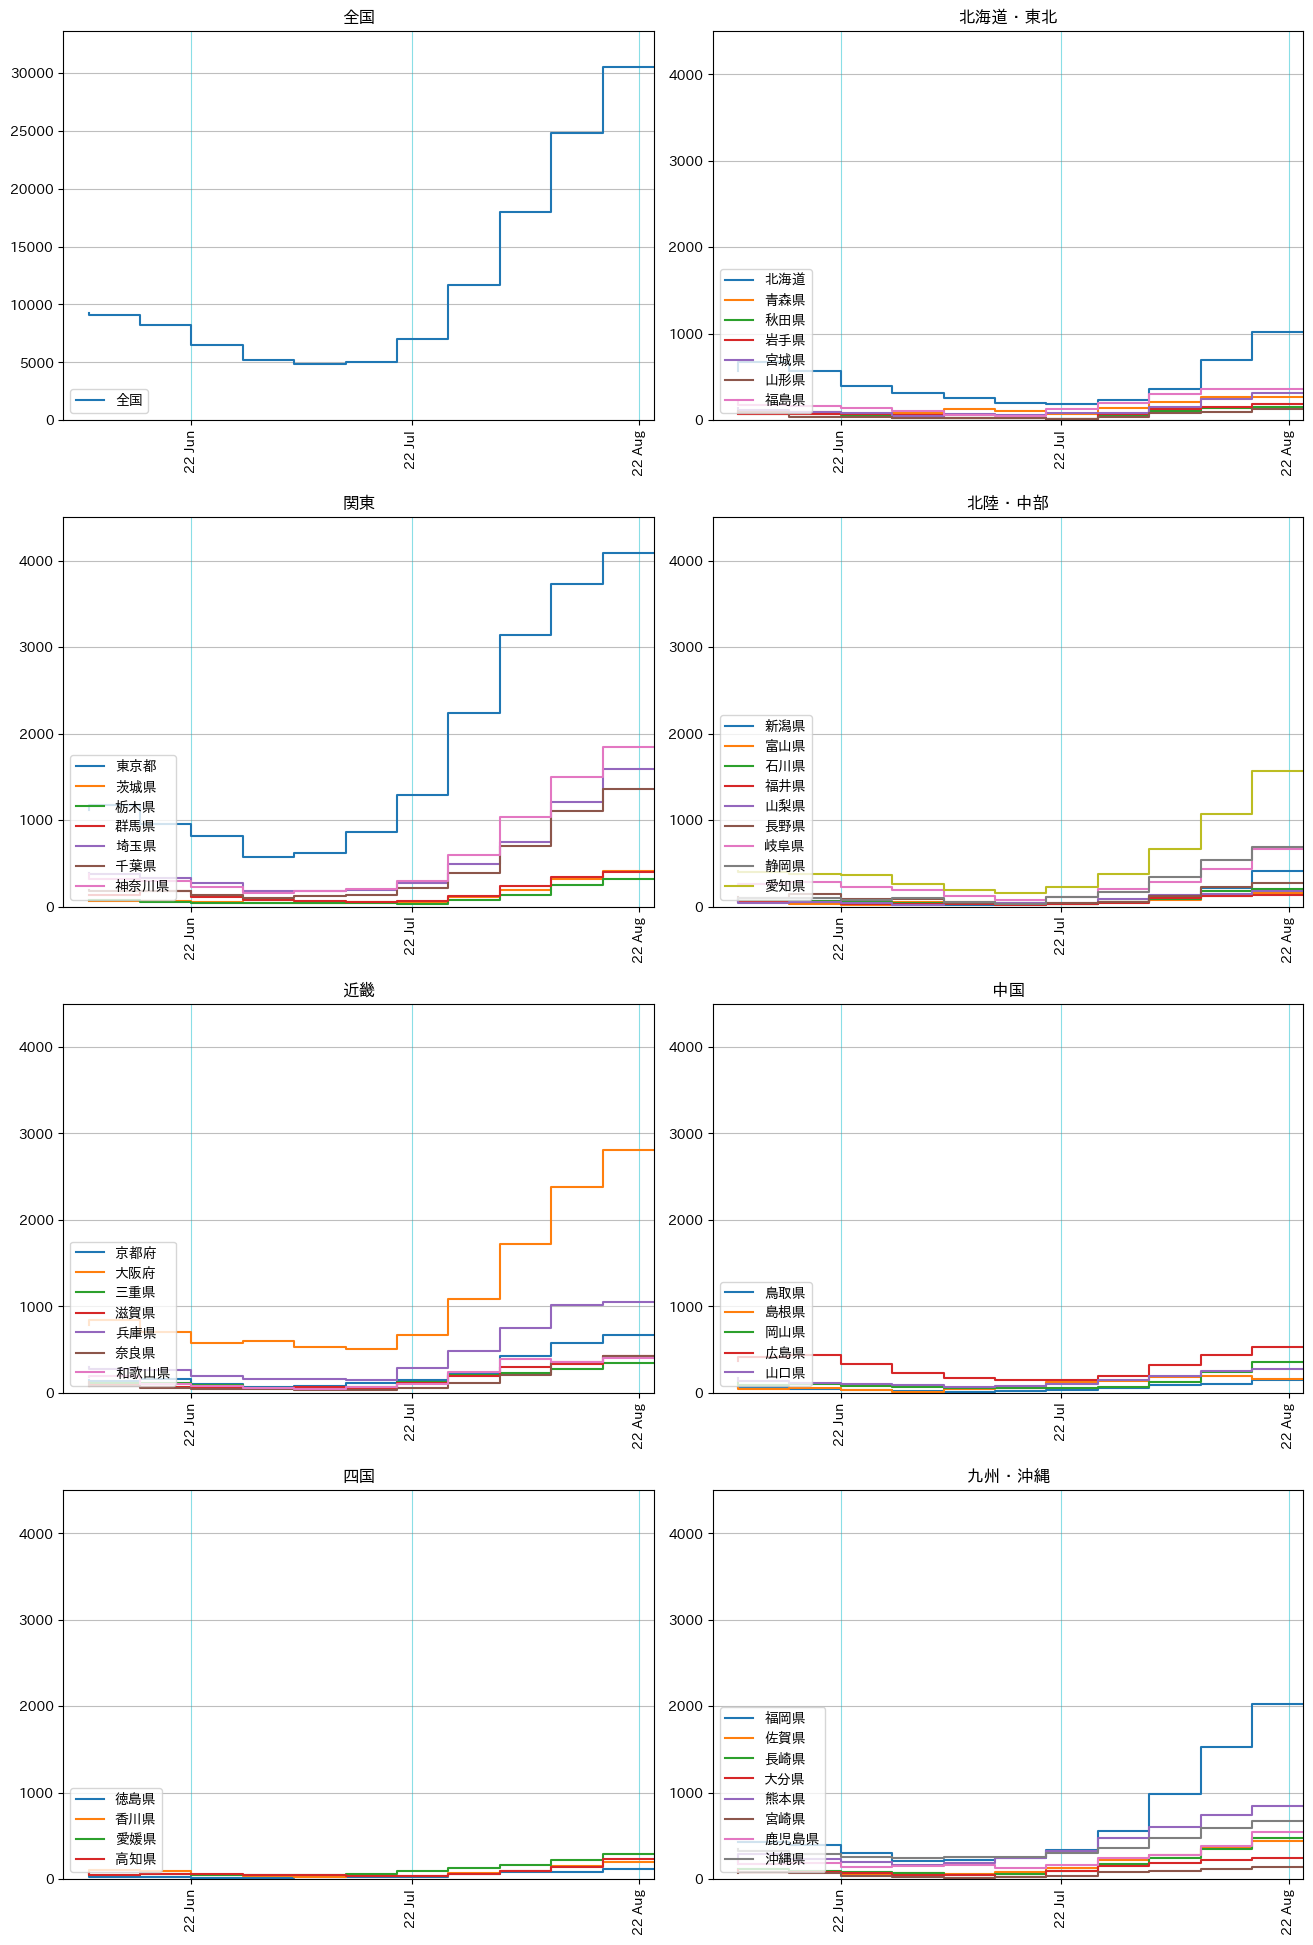 全国
30000
25000
20000
15000
10000
5000
0
全国
22 Jun
22 Jul
22 Aug
北海道・東北
4000
3000
2000
1000
0
北海道
青森県
秋田県
岩手県
宮城県
山形県
福島県
22 Jun
22 Jul
22 Aug
関東
4000
3000
2000
1000
0
東京都
茨城県
栃木県
群馬県
埼玉県
千葉県
神奈川県
22 Jun
22 Jul
22 Aug
北陸・中部
4000
3000
2000
1000
0
新潟県
富山県
石川県
福井県
山梨県
長野県
岐阜県
静岡県
愛知県
22 Jun
22 Jul
22 Aug
近畿
4000
3000
2000
1000
0
京都府
大阪府
三重県
滋賀県
兵庫県
奈良県
和歌山県
22 Jun
22 Jul
22 Aug
中国
4000
3000
2000
1000
0
鳥取県
島根県
岡山県
広島県
山口県
22 Jun
22 Jul
22 Aug
四国
4000
3000
2000
1000
0
徳島県
香川県
愛媛県
高知県
22 Jun
22 Jul
22 Aug
九州・沖縄
4000
3000
2000
1000
0
福岡県
佐賀県
長崎県
大分県
熊本県
宮崎県
鹿児島県
沖縄県
22 Jun
22 Jul
22 Aug